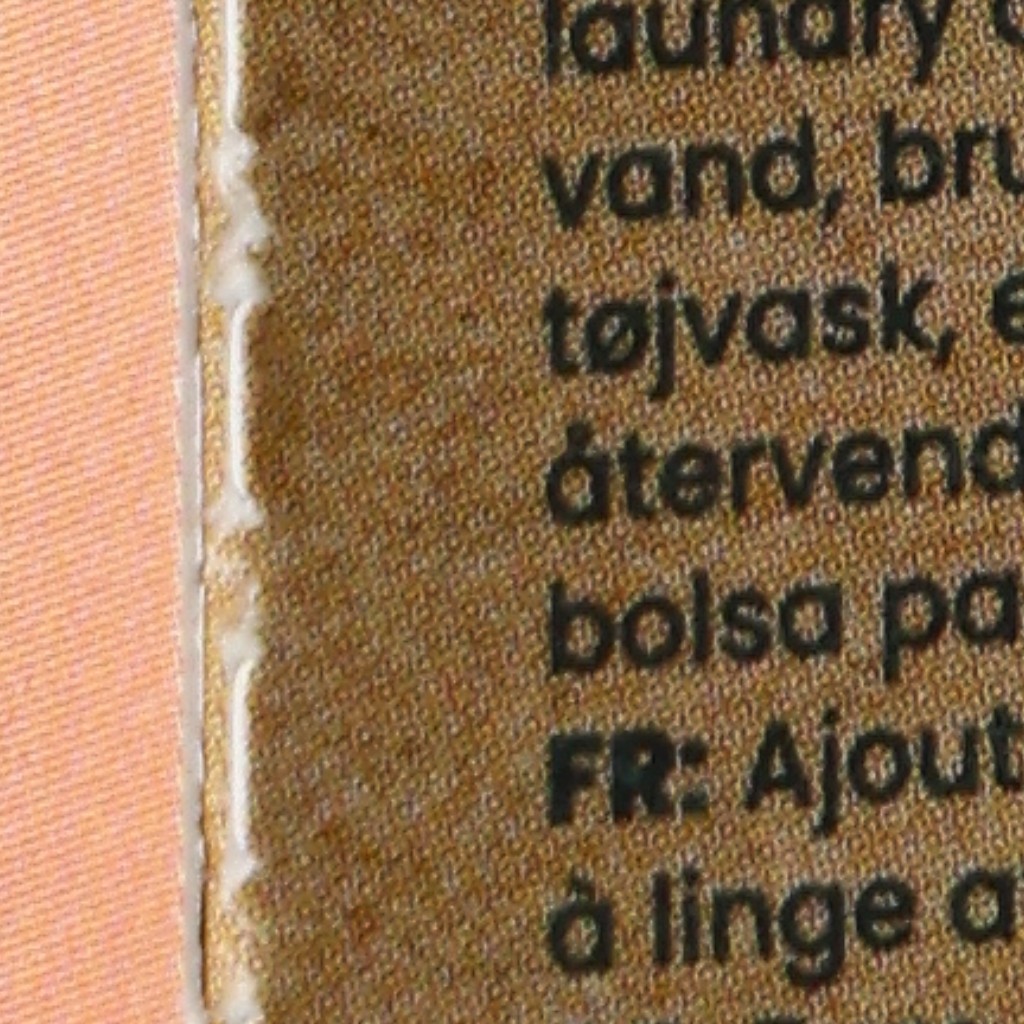 laundry
vand, bru
tøjvask, e
återvend
bolsa pa
FR: Ajout
à linge a